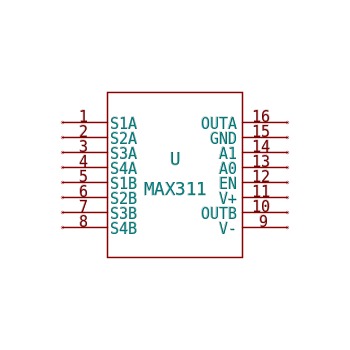 1 S1A OUTA 16
2 S2A GND 15
3 S3A A1 14
4 S4A U A0 13
5 S1B EN 12
6 S2B MAX311 V+ 11
7 S3B OUTB 10
8 S4B V- 9